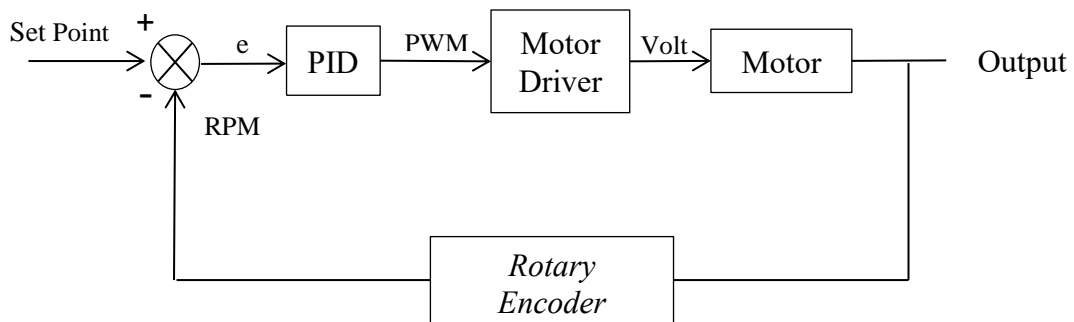 Set Point
+
-
e
PID
PWM
Motor
Driver
Volt
Motor
Output
RPM
Rotary
Encoder